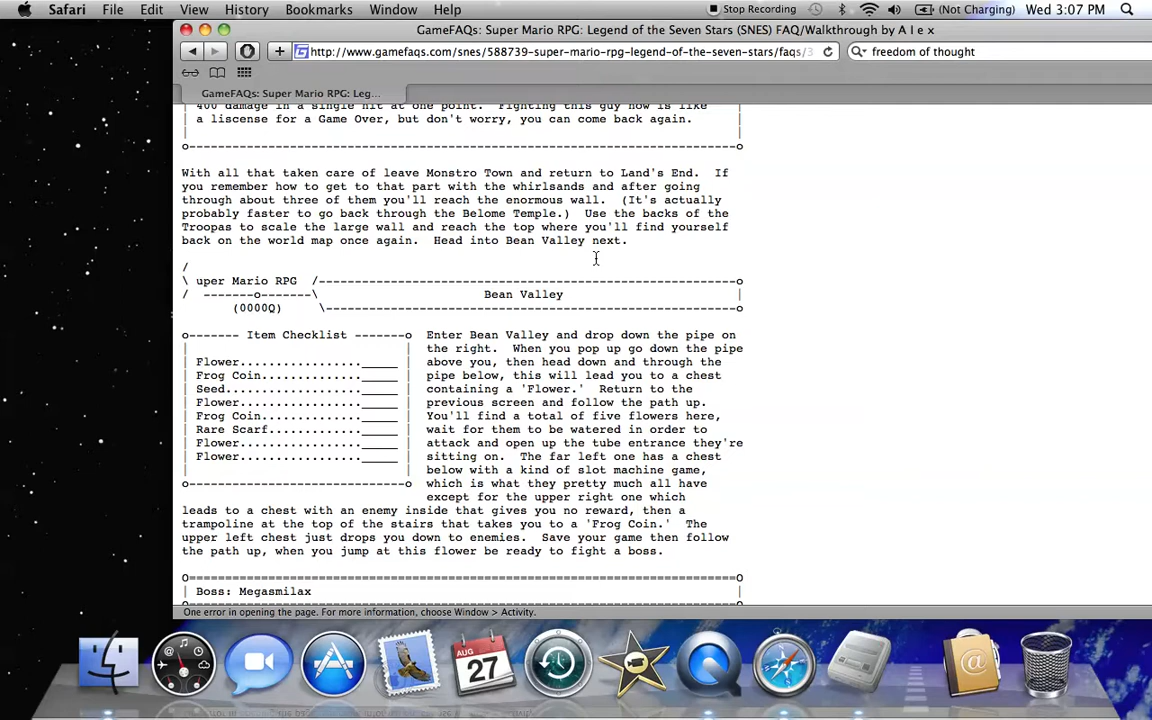 Safari File Edit View History Bookmarks Window Help Stop Recording (Not Charging) Wed 3:07 PM
GameFAQs: Super Mario RPG: Legend of the Seven Stars (SNES) FAQ/Walkthrough by A l e x
http://www.gamefaqs.com/snes/588739-super-mario-rpg-legend-of-the-seven-stars/faqs/3 freedom of thought
GameFAQs: Super Mario RPG: Leg...
| 400 damage in a single hit at one point.  Fighting this guy now is like |
| a liscense for a Game Over, but don't worry, you can come back again. |
| |
o-----------------------------------------------------------------------------o
With all that taken care of leave Monstro Town and return to Land's End.  If
you remember how to get to that part with the whirlsands and after going
through about three of them you'll reach the enormous wall.  (It's actually
probably faster to go back through the Belome Temple.)  Use the backs of the
Troopas to scale the large wall and reach the top where you'll find yourself
back on the world map once again.  Head into Bean Valley next.
/
\ uper Mario RPG /----------------------------------------------------------o
/ -------o-------\ Bean Valley |
(0000Q) \----------------------------------------------------------o
o------- Item Checklist -------o
| |
| Flower................_____ |
| Frog Coin.............._____ |
| Seed.................._____ |
| Flower................_____ |
| Frog Coin.............._____ |
| Rare Scarf............_____ |
| Flower................_____ |
| Flower................_____ |
| |
o-------------------------------o
Enter Bean Valley and drop down the pipe on
the right.  When you pop up go down the pipe
above you, then head down and through the
pipe below, this will lead you to a chest
containing a 'Flower.'  Return to the
previous screen and follow the path up.
You'll find a total of five flowers here,
wait for them to be watered in order to
attack and open up the tube entrance they're
sitting on.  The far left one has a chest
below with a kind of slot machine game,
which is what they pretty much all have
except for the upper right one which
leads to a chest with an enemy inside that gives you no reward, then a
trampoline at the top of the stairs that takes you to a 'Frog Coin.'  The
upper left chest just drops you down to enemies.  Save your game then follow
the path up, when you jump at this flower be ready to fight a boss.
O=============================================================================O
| Boss: Megasmilax |
One error in opening the page. For more information, choose Window > Activity.
AUG
27